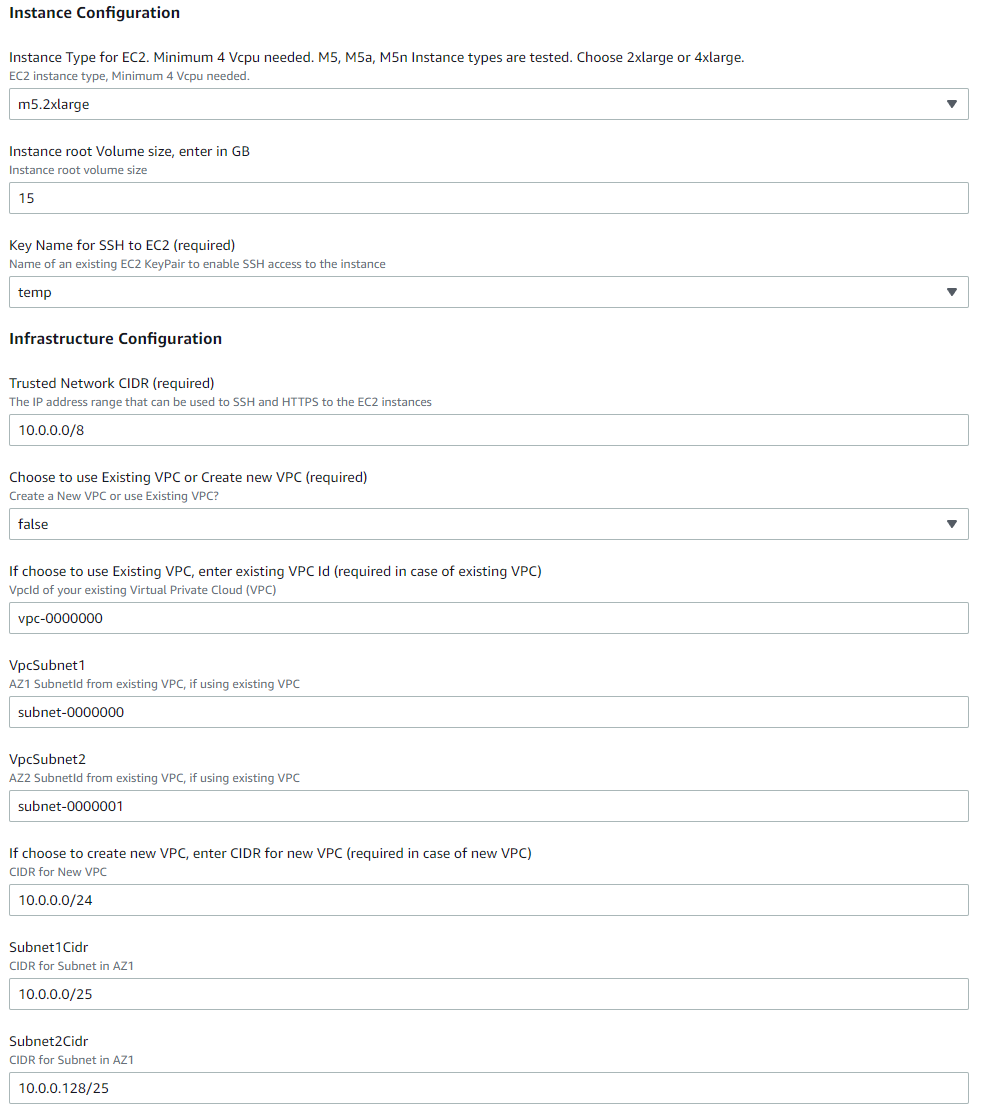 Instance Configuration
Instance Type for EC2. Minimum 4 Vcpu needed. M5, M5a, M5n Instance types are tested. Choose 2xlarge or 4xlarge.
EC2 instance type, Minimum 4 Vcpu needed.
m5.2xlarge
Instance root Volume size, enter in GB
Instance root volume size
15
Key Name for SSH to EC2 (required)
Name of an existing EC2 KeyPair to enable SSH access to the instance
temp
Infrastructure Configuration
Trusted Network CIDR (required)
The IP address range that can be used to SSH and HTTPS to the EC2 instances
10.0.0.0/8
Choose to use Existing VPC or Create new VPC (required)
Create a New VPC or use Existing VPC?
false
If choose to use Existing VPC, enter existing VPC Id (required in case of existing VPC)
VpcId of your existing Virtual Private Cloud (VPC)
vpc-0000000
VpcSubnet1
AZ1 SubnetId from existing VPC, if using existing VPC
subnet-0000000
VpcSubnet2
AZ2 SubnetId from existing VPC, if using existing VPC
subnet-0000001
If choose to create new VPC, enter CIDR for new VPC (required in case of new VPC)
CIDR for New VPC
10.0.0.0/24
Subnet1Cidr
CIDR for Subnet in AZ1
10.0.0.0/25
Subnet2Cidr
CIDR for Subnet in AZ1
10.0.0.128/25